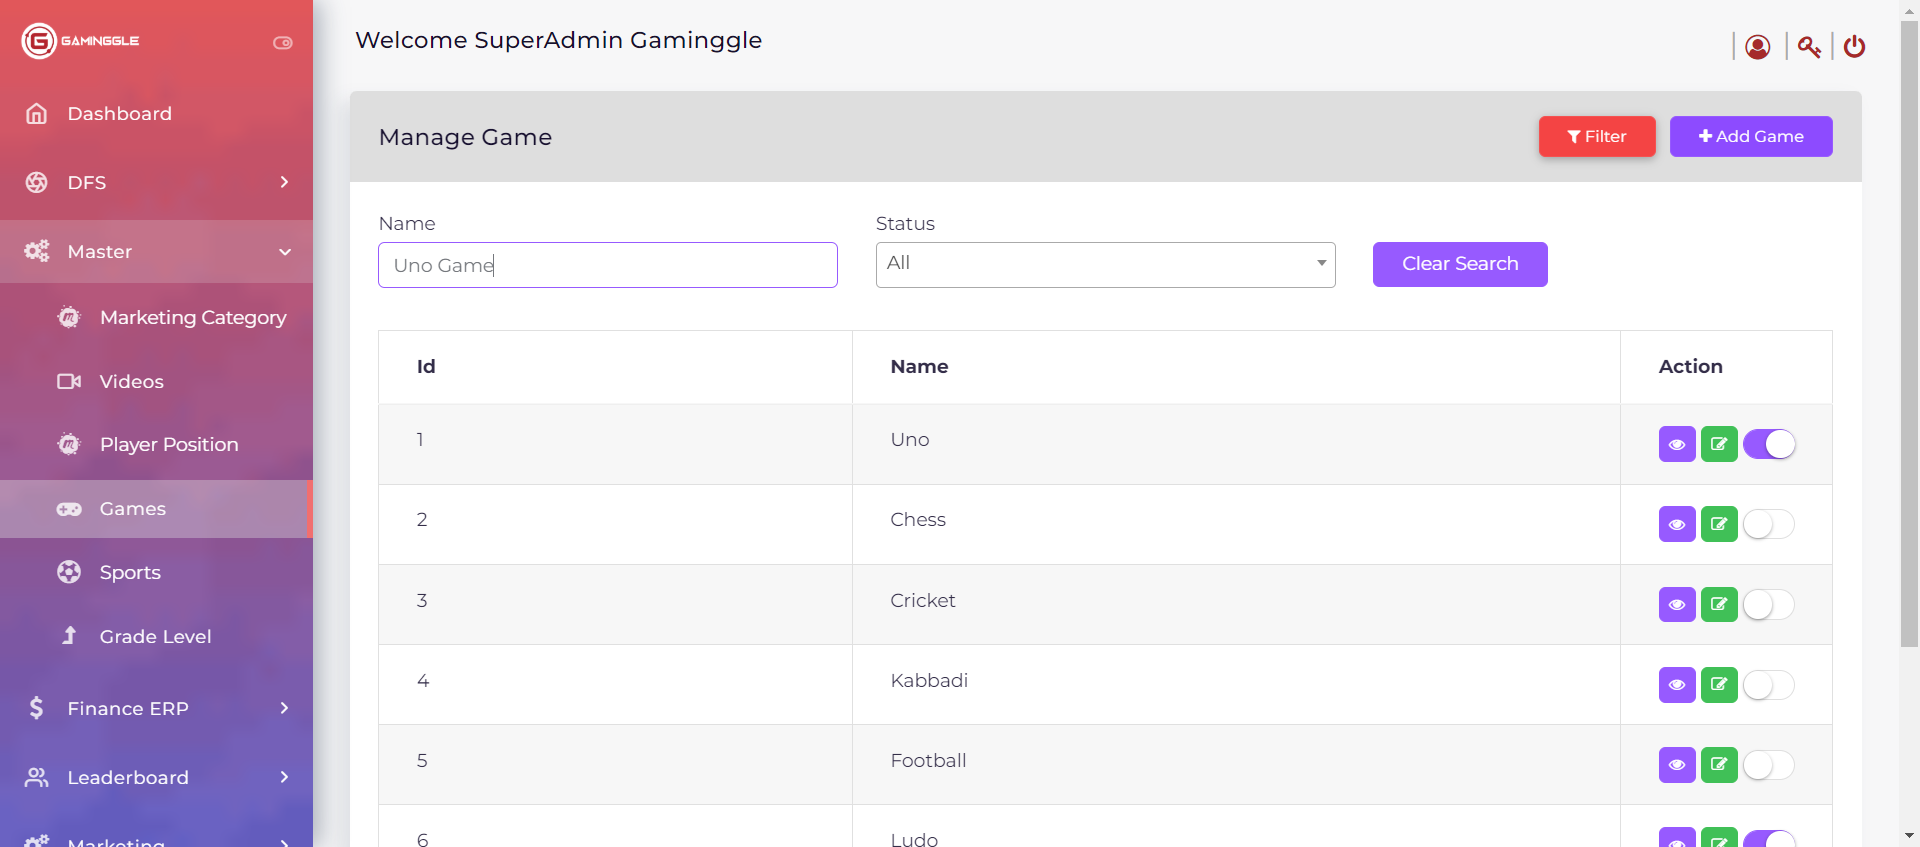 GAMINGGLE
Dashboard
DFS
Master
Marketing Category
Videos
Player Position
Games
Sports
Grade Level
Finance ERP
Leaderboard
Marketing
Welcome SuperAdmin Gaminggle
Manage Game
Filter
Add Game
Name
Status
Uno Game
All
Clear Search
Id Name Action
1 Uno
2 Chess
3 Cricket
4 Kabbadi
5 Football
6 Ludo